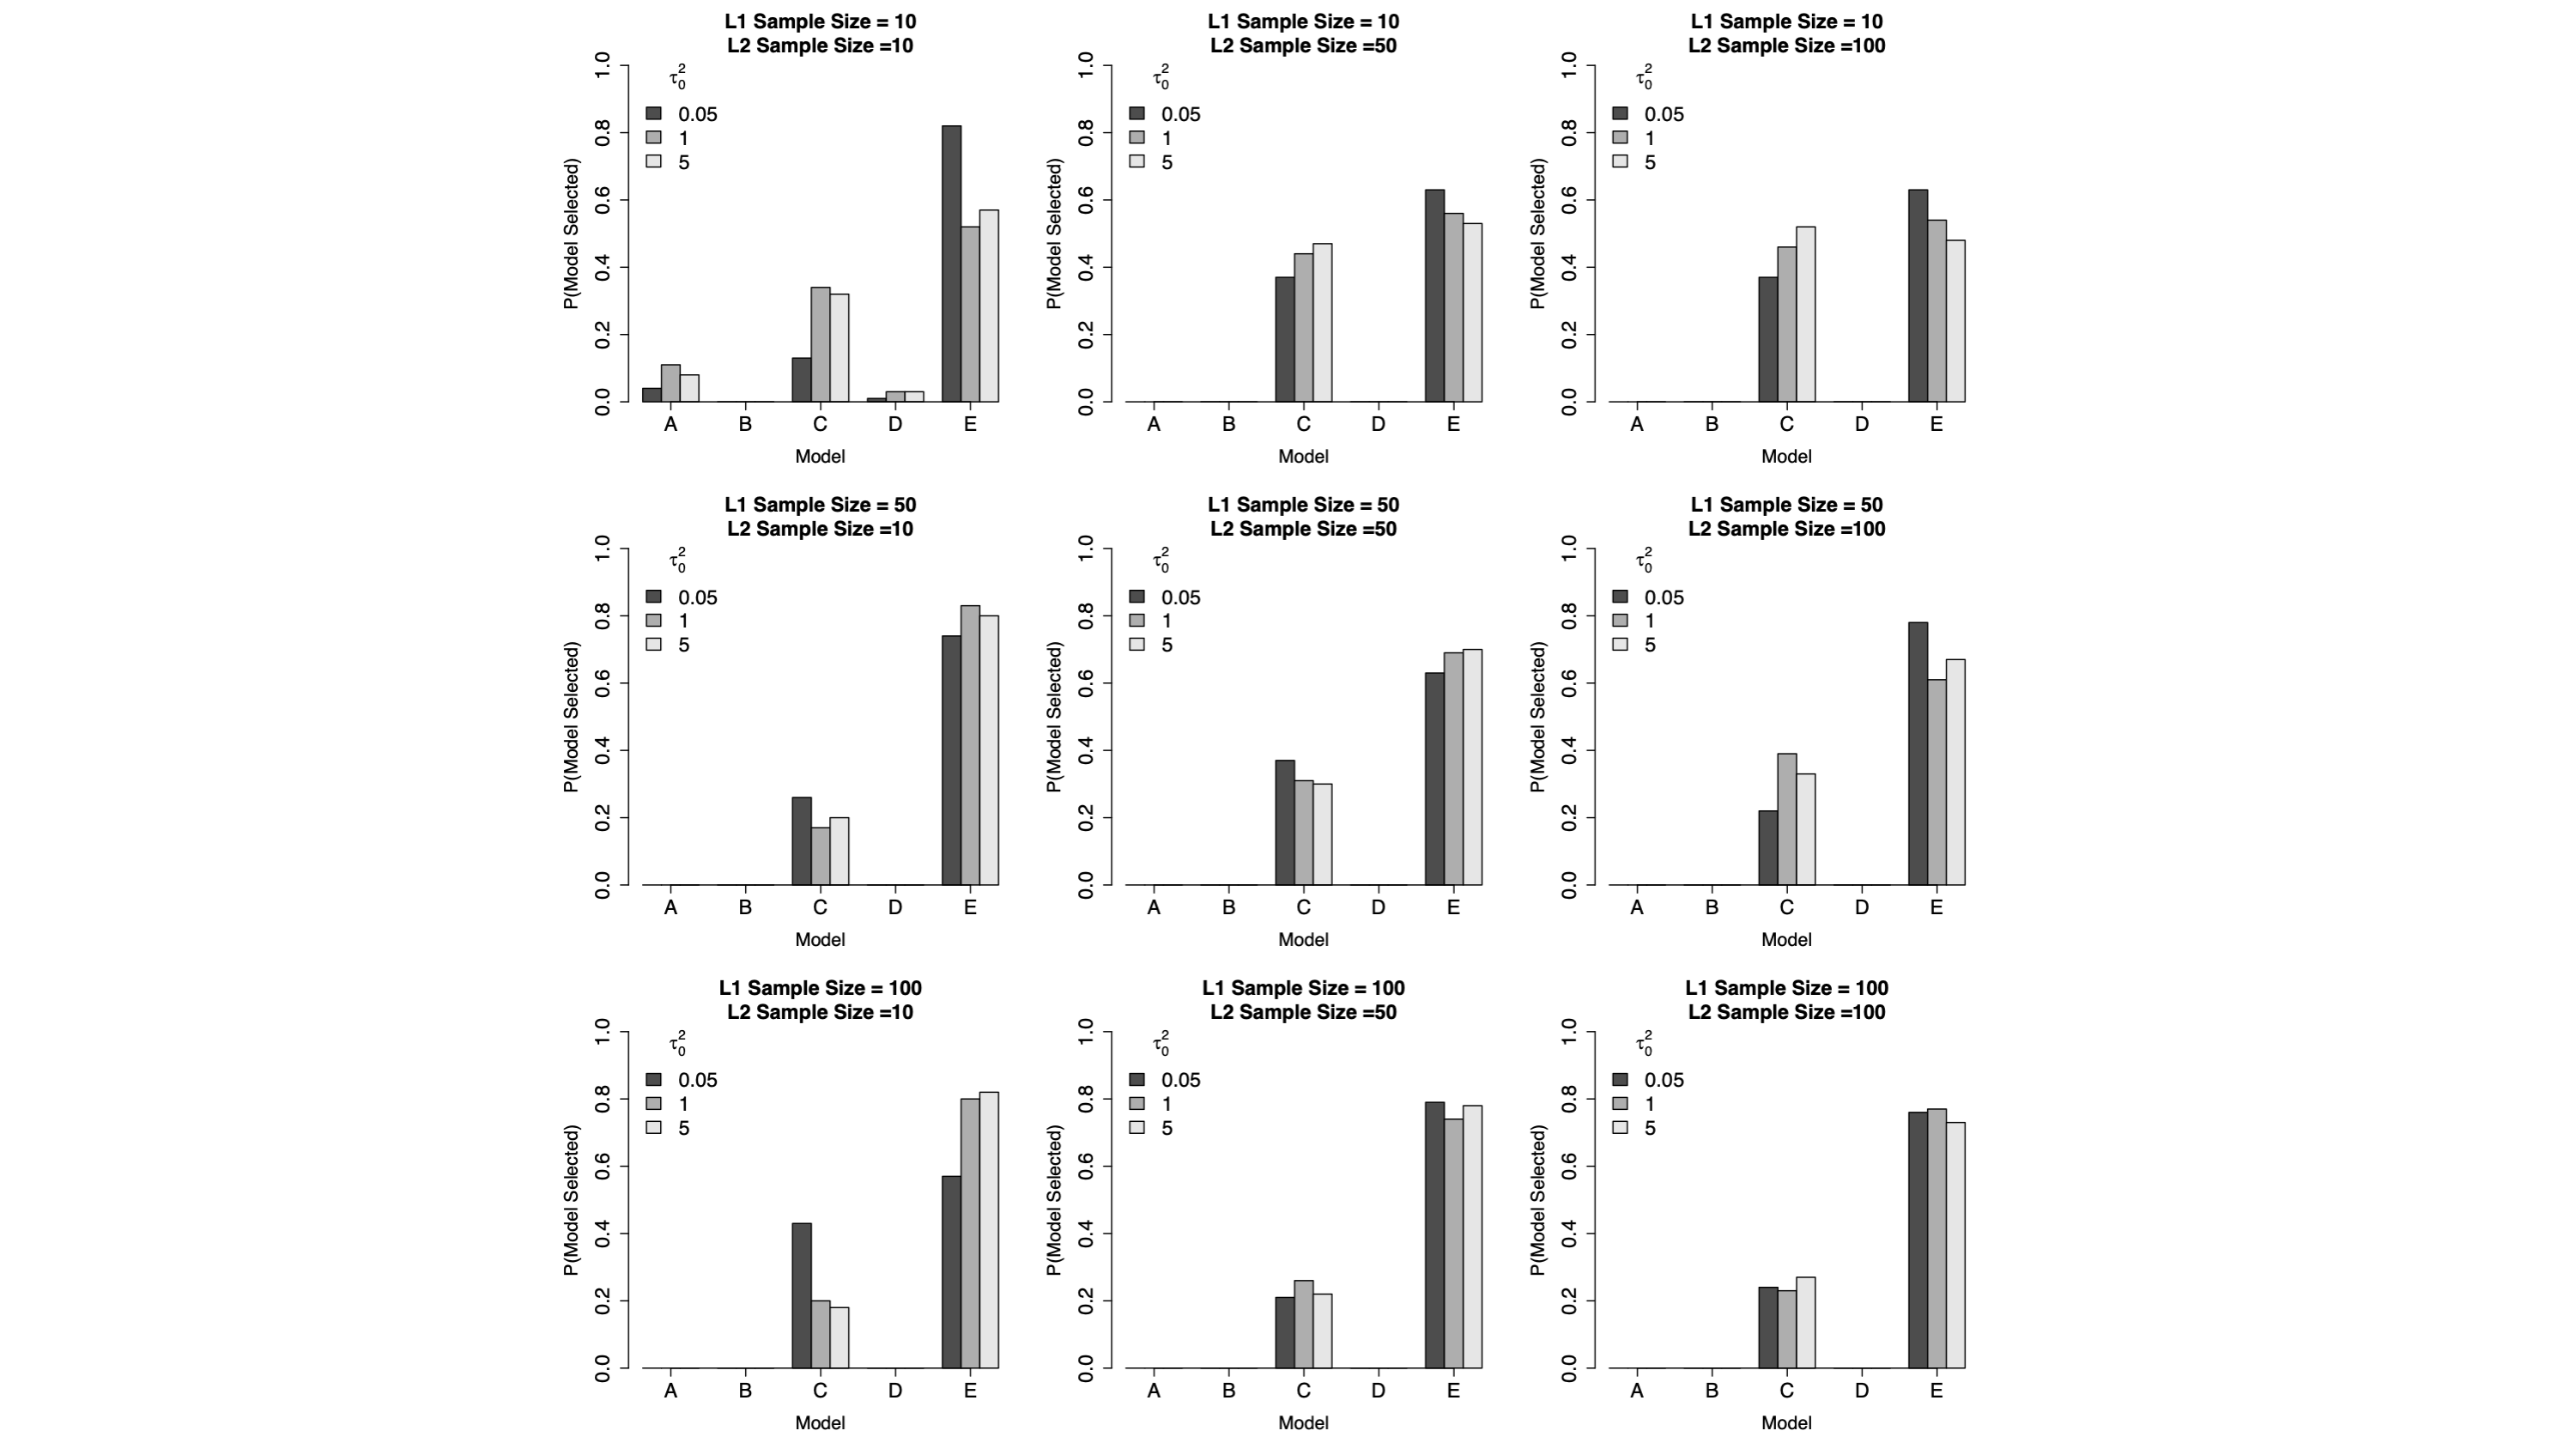 L1 Sample Size = 10
L2 Sample Size =10
τ₀²
0.05
1
5
P(Model Selected)
0.0 0.2 0.4 0.6 0.8 1.0
A B C D E
Model
L1 Sample Size = 10
L2 Sample Size =50
τ₀²
0.05
1
5
P(Model Selected)
0.0 0.2 0.4 0.6 0.8 1.0
A B C D E
Model
L1 Sample Size = 10
L2 Sample Size =100
τ₀²
0.05
1
5
P(Model Selected)
0.0 0.2 0.4 0.6 0.8 1.0
A B C D E
Model
L1 Sample Size = 50
L2 Sample Size =10
τ₀²
0.05
1
5
P(Model Selected)
0.0 0.2 0.4 0.6 0.8 1.0
A B C D E
Model
L1 Sample Size = 50
L2 Sample Size =50
τ₀²
0.05
1
5
P(Model Selected)
0.0 0.2 0.4 0.6 0.8 1.0
A B C D E
Model
L1 Sample Size = 50
L2 Sample Size =100
τ₀²
0.05
1
5
P(Model Selected)
0.0 0.2 0.4 0.6 0.8 1.0
A B C D E
Model
L1 Sample Size = 100
L2 Sample Size =10
τ₀²
0.05
1
5
P(Model Selected)
0.0 0.2 0.4 0.6 0.8 1.0
A B C D E
Model
L1 Sample Size = 100
L2 Sample Size =50
τ₀²
0.05
1
5
P(Model Selected)
0.0 0.2 0.4 0.6 0.8 1.0
A B C D E
Model
L1 Sample Size = 100
L2 Sample Size =100
τ₀²
0.05
1
5
P(Model Selected)
0.0 0.2 0.4 0.6 0.8 1.0
A B C D E
Model